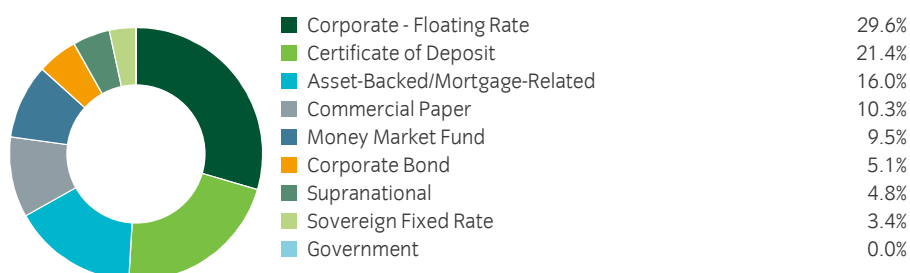 Corporate - Floating Rate 29.6%
Certificate of Deposit 21.4%
Asset-Backed/Mortgage-Related 16.0%
Commercial Paper 10.3%
Money Market Fund 9.5%
Corporate Bond 5.1%
Supranational 4.8%
Sovereign Fixed Rate 3.4%
Government 0.0%